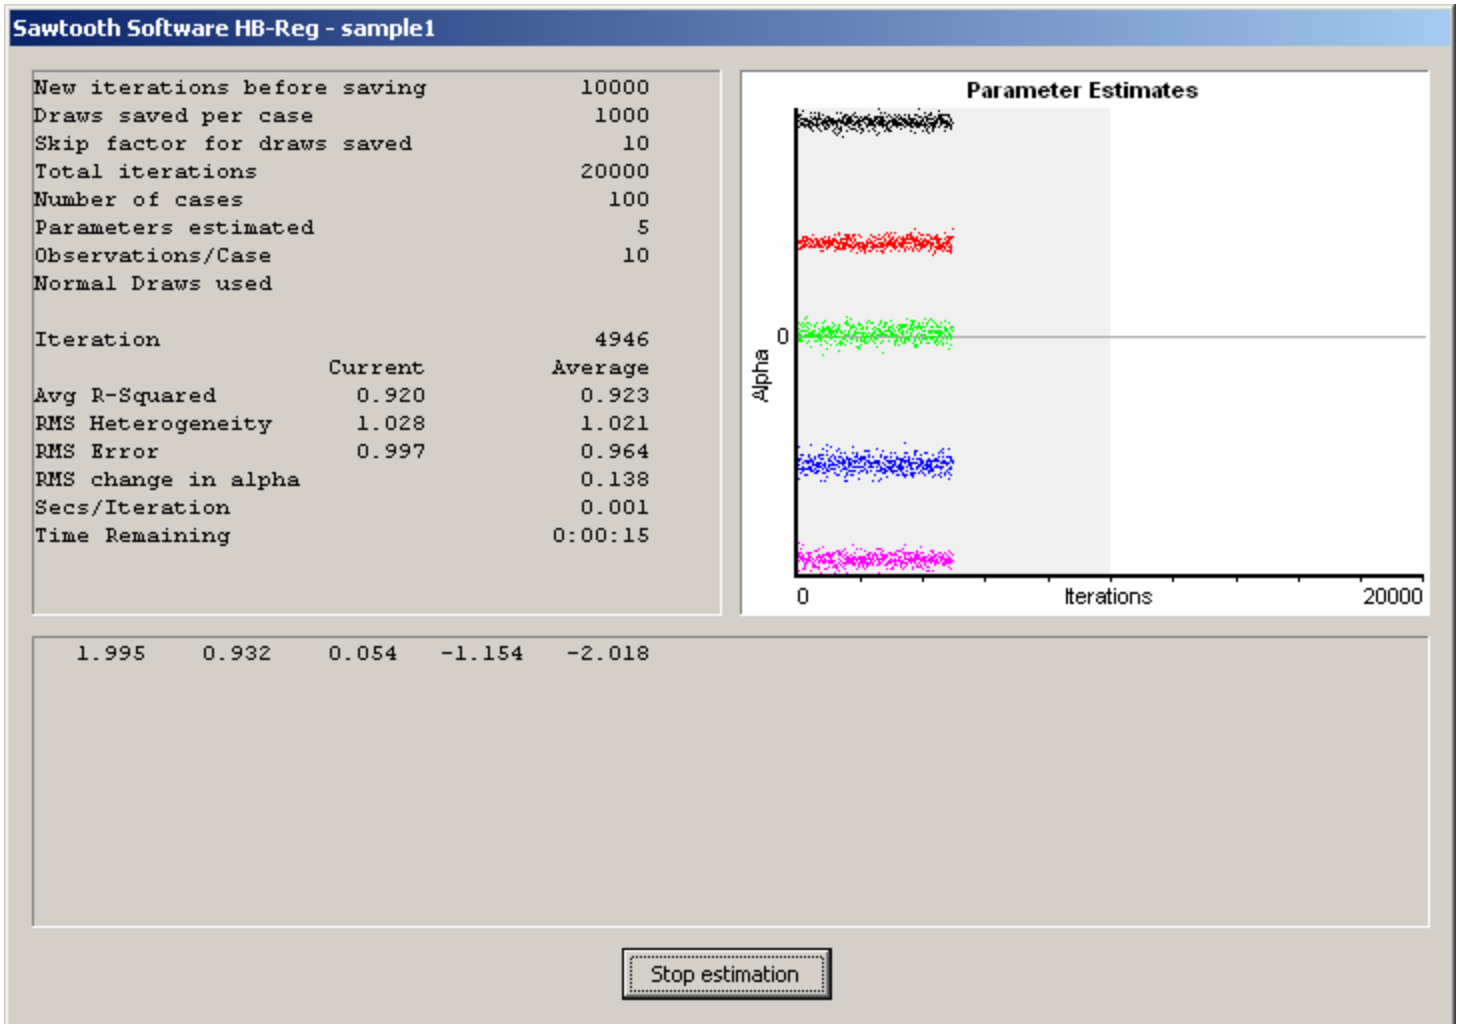 Sawtooth Software HB-Reg - sample1
New iterations before saving 10000
Draws saved per case 1000
Skip factor for draws saved 10
Total iterations 20000
Number of cases 100
Parameters estimated 5
Observations/Case 10
Normal Draws used
Iteration 4946
Current Average
Avg R-Squared 0.920 0.923
RMS Heterogeneity 1.028 1.021
RMS Error 0.997 0.964
RMS change in alpha 0.138
Secs/Iteration 0.001
Time Remaining 0:00:15
Parameter Estimates
0
Alpha
0 Iterations 20000
1.995 0.932 0.054 -1.154 -2.018
Stop estimation